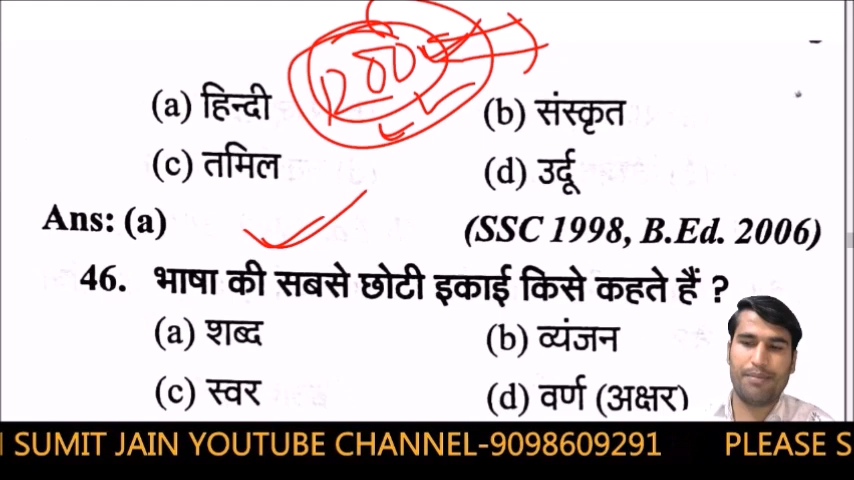 (a) हिन्दी (b) संस्कृत
(c) तमिल (d) उर्दू
Ans: (a) (SSC 1998, B.Ed. 2006)
46. भाषा की सबसे छोटी इकाई किसे कहते हैं ?
(a) शब्द (b) व्यंजन
(c) स्वर (d) वर्ण (अक्षर)
SUMIT JAIN YOUTUBE CHANNEL-9098609291 PLEASE S